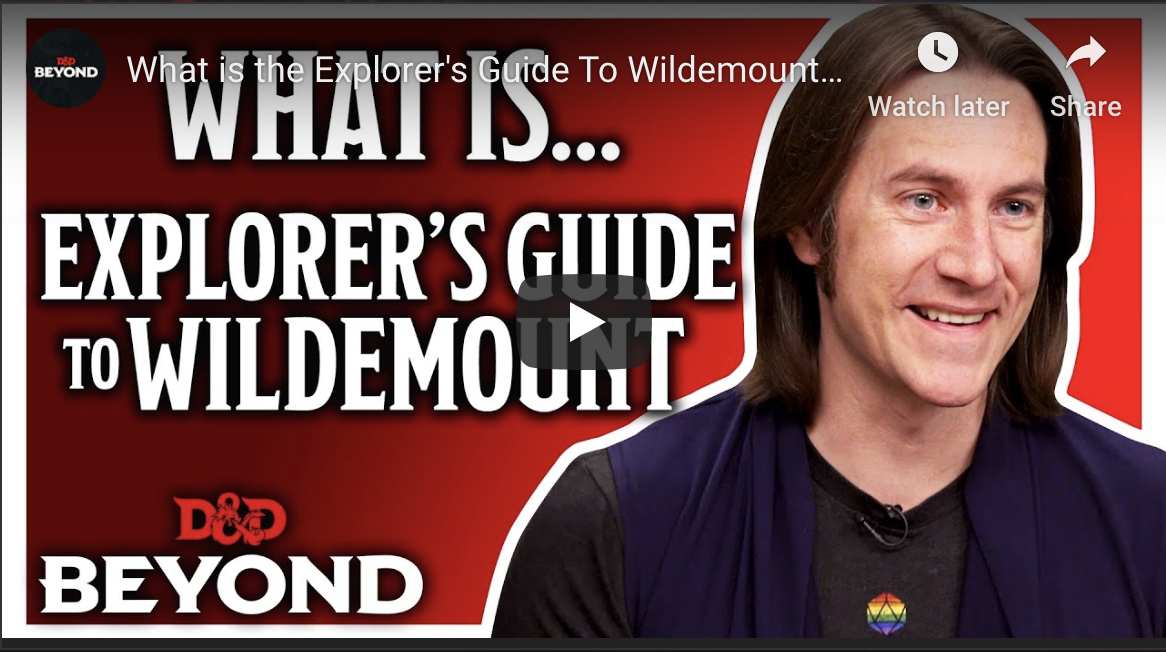 D&D
BEYOND
What is the Explorer's Guide To Wildemount...
Watch later
Share
WHAT IS...
EXPLORER'S GUIDE
TO WILDEMOUNT
D&D
BEYOND